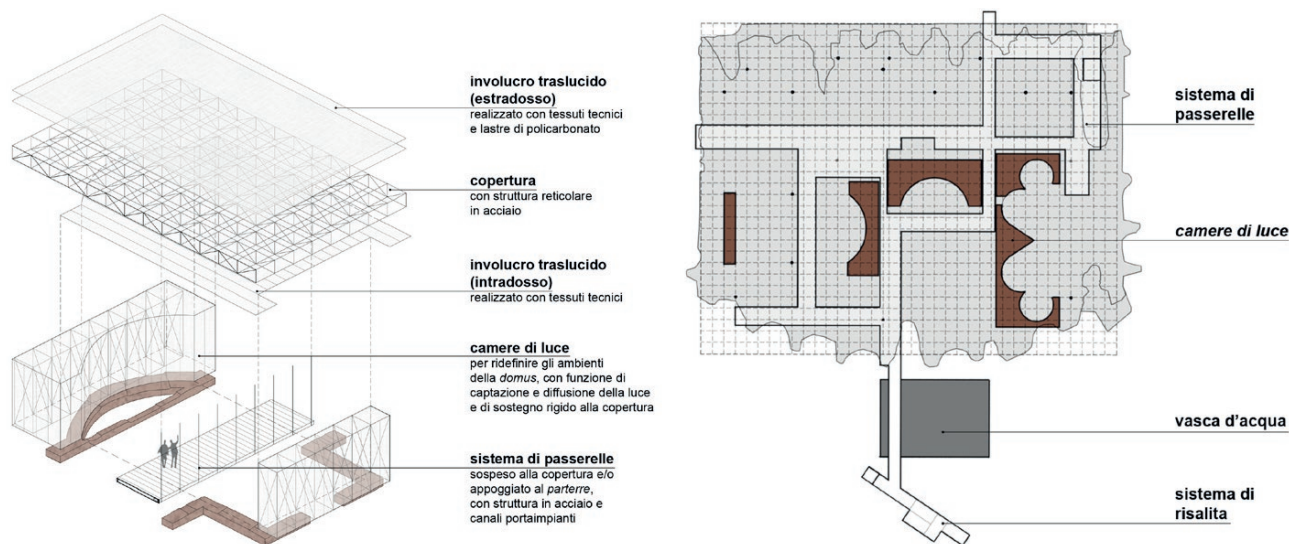 involucro traslucido
(estradosso)
realizzato con tessuti tecnici
e lastre di policarbonato
copertura
con struttura reticolare
in acciaio
involucro traslucido
(intradosso)
realizzato con tessuti tecnici
camere di luce
per ridefinire gli ambienti
della domus, con funzione di
captazione e diffusione della luce
e di sostegno rigido alla copertura
sistema di passerelle
sospeso alla copertura e/o
appoggiato al parterre,
con struttura in acciaio e
canali portaimpianti
sistema di
passerelle
camere di luce
vasca d'acqua
sistema di
risalita